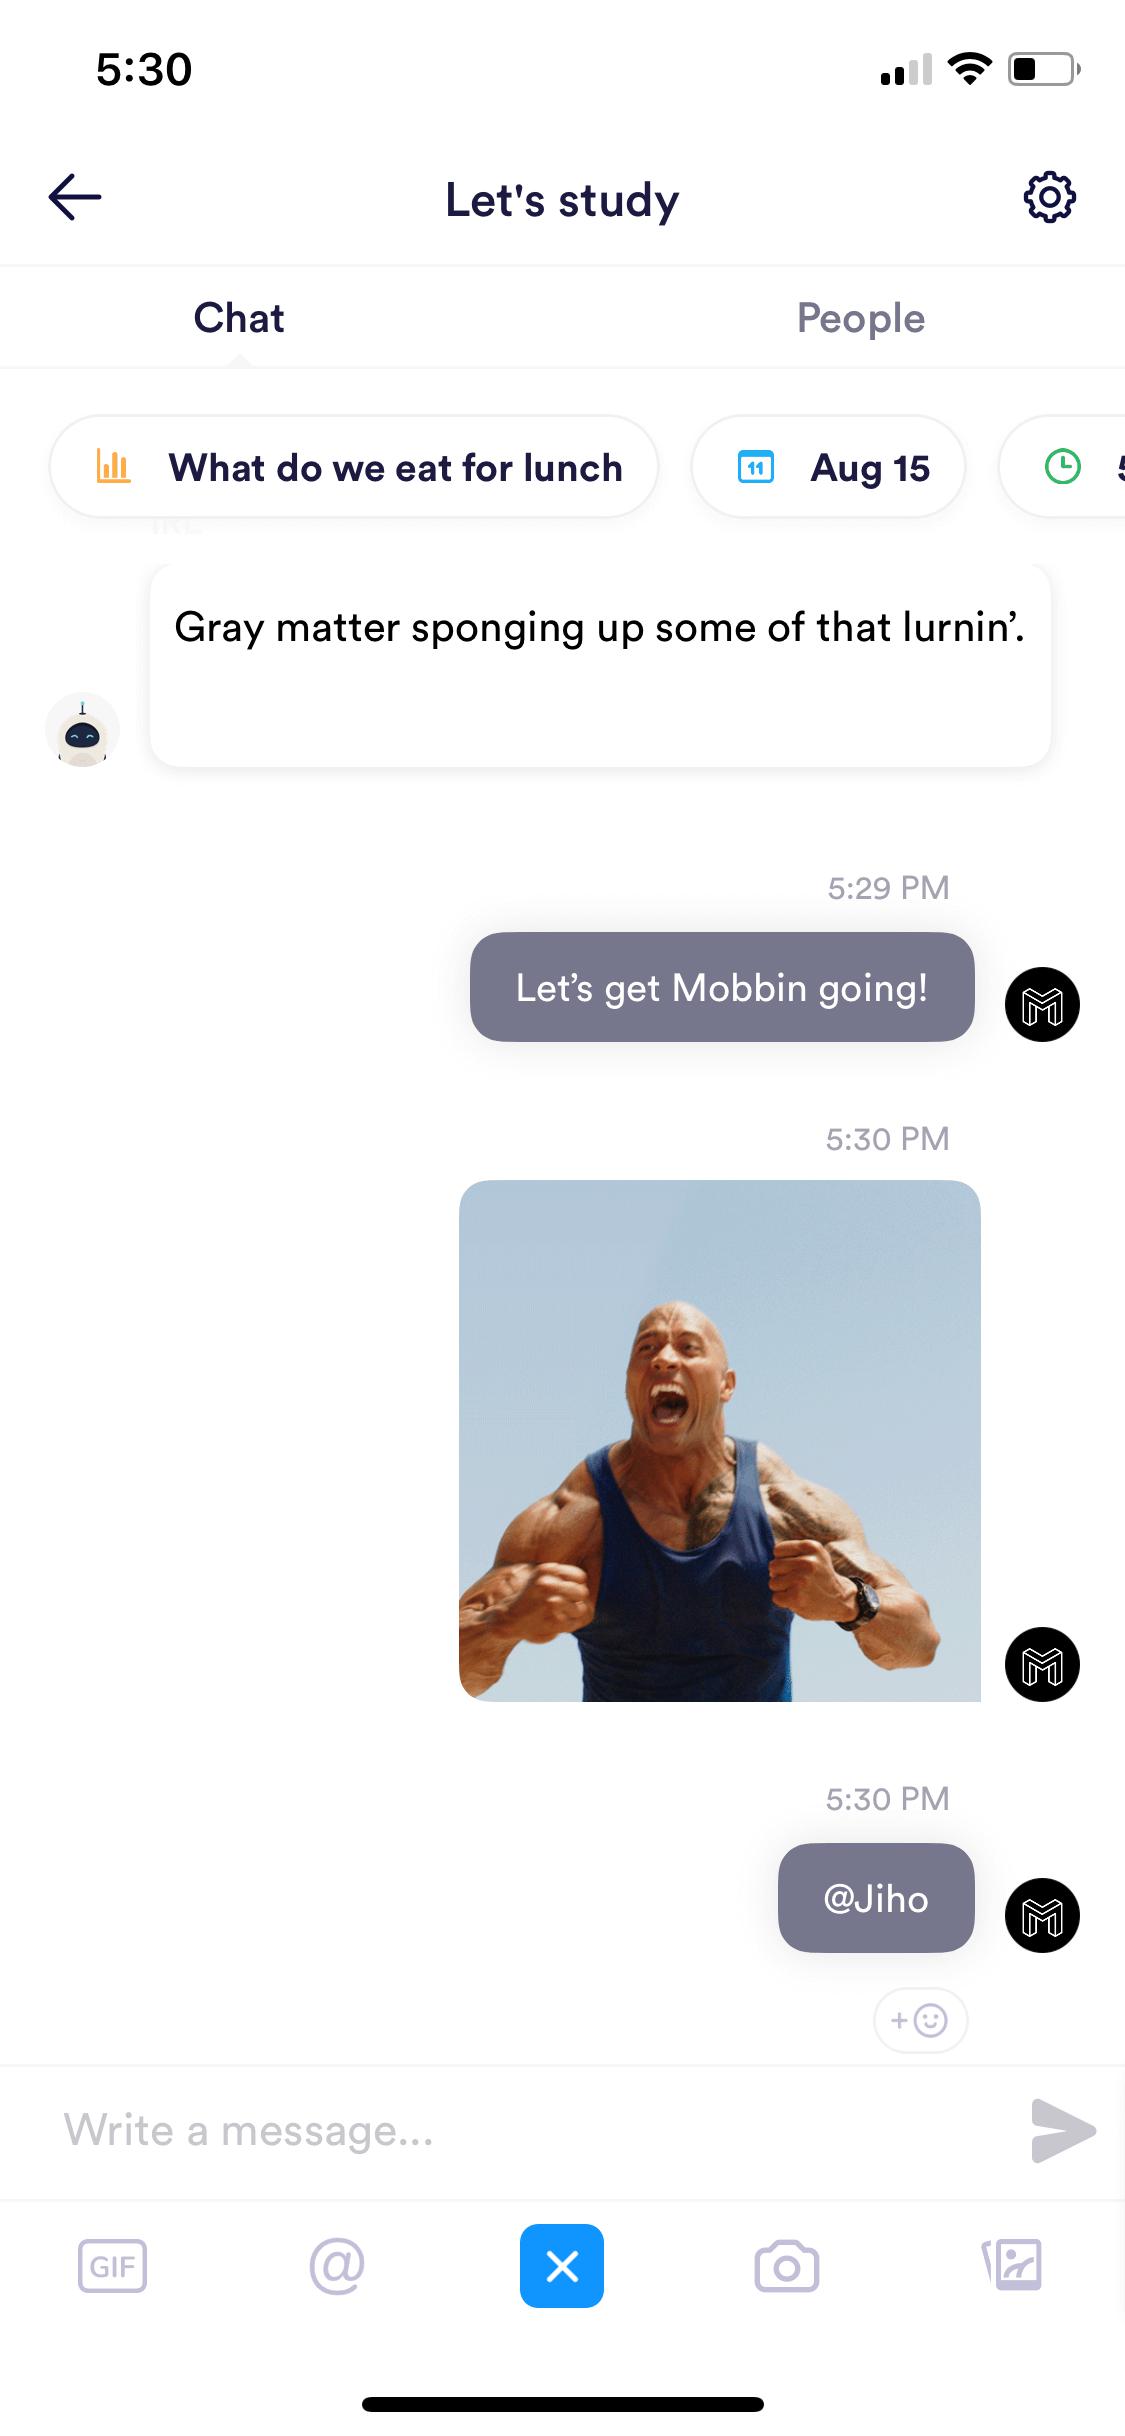 5:30
Let's study
Chat
People
What do we eat for lunch
11
Aug 15
Gray matter sponging up some of that lurnin’.
5:29 PM
Let’s get Mobbin going!
5:30 PM
5:30 PM
@Jiho
+
Write a message...
GIF
@